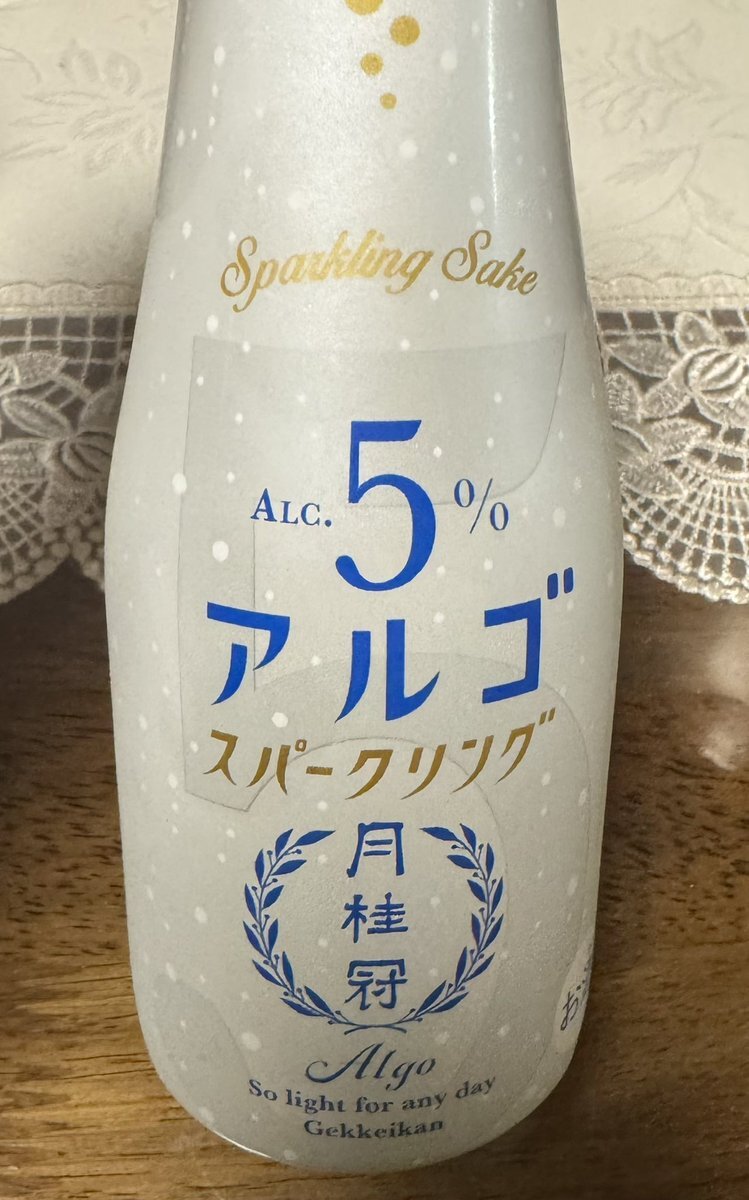 Sparkling Sake
ALC. 5%
アルゴ
スパークリング
月桂冠
Algo
So light for any day
Gekkeikan
お